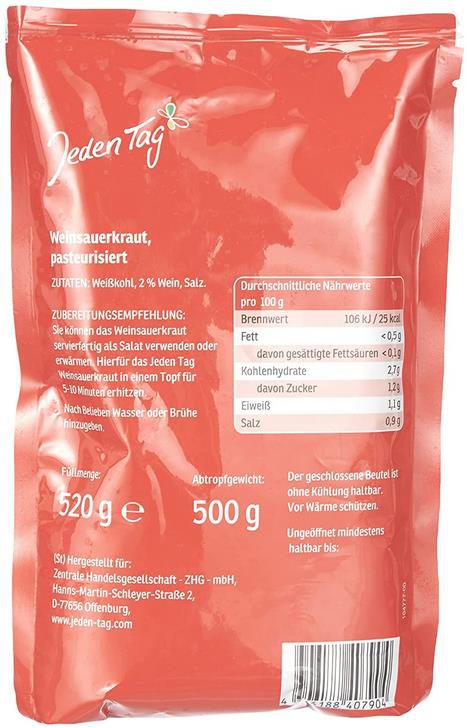 Jeden Tag
Weinsauerkraut,
pasteurisiert
ZUTATEN: Weißkohl, 2 % Wein, Salz.
ZUBEREITUNGSEMPFEHLUNG:
Sie können das Weinsauerkraut
servierfertig als Salat verwenden oder
erwärmen. Hierfür das Jeden Tag
Weinsauerkraut in einem Topf für
5-10 Minuten erhitzen.
Nach Belieben Wasser oder Brühe
hinzugeben.
Durchschnittliche Nährwerte
pro 100 g
Brennwert 106 kJ / 25 kcal
Fett <0,5 g
davon gesättigte Fettsäuren <0,1 g
Kohlenhydrate 2,7 g
davon Zucker 1,2 g
Eiweiß 1,1 g
Salz 0,9 g
Füllmenge:
520 g e
Abtropfgewicht:
500 g
Der geschlossene Beutel ist
ohne Kühlung haltbar.
Vor Wärme schützen.
Ungeöffnet mindestens
haltbar bis:
(St) Hergestellt für:
Zentrale Handelsgesellschaft - ZHG - mbH,
Hanns-Martin-Schleyer-Straße 2,
D-77656 Offenburg,
www.jeden-tag.com
188 407904